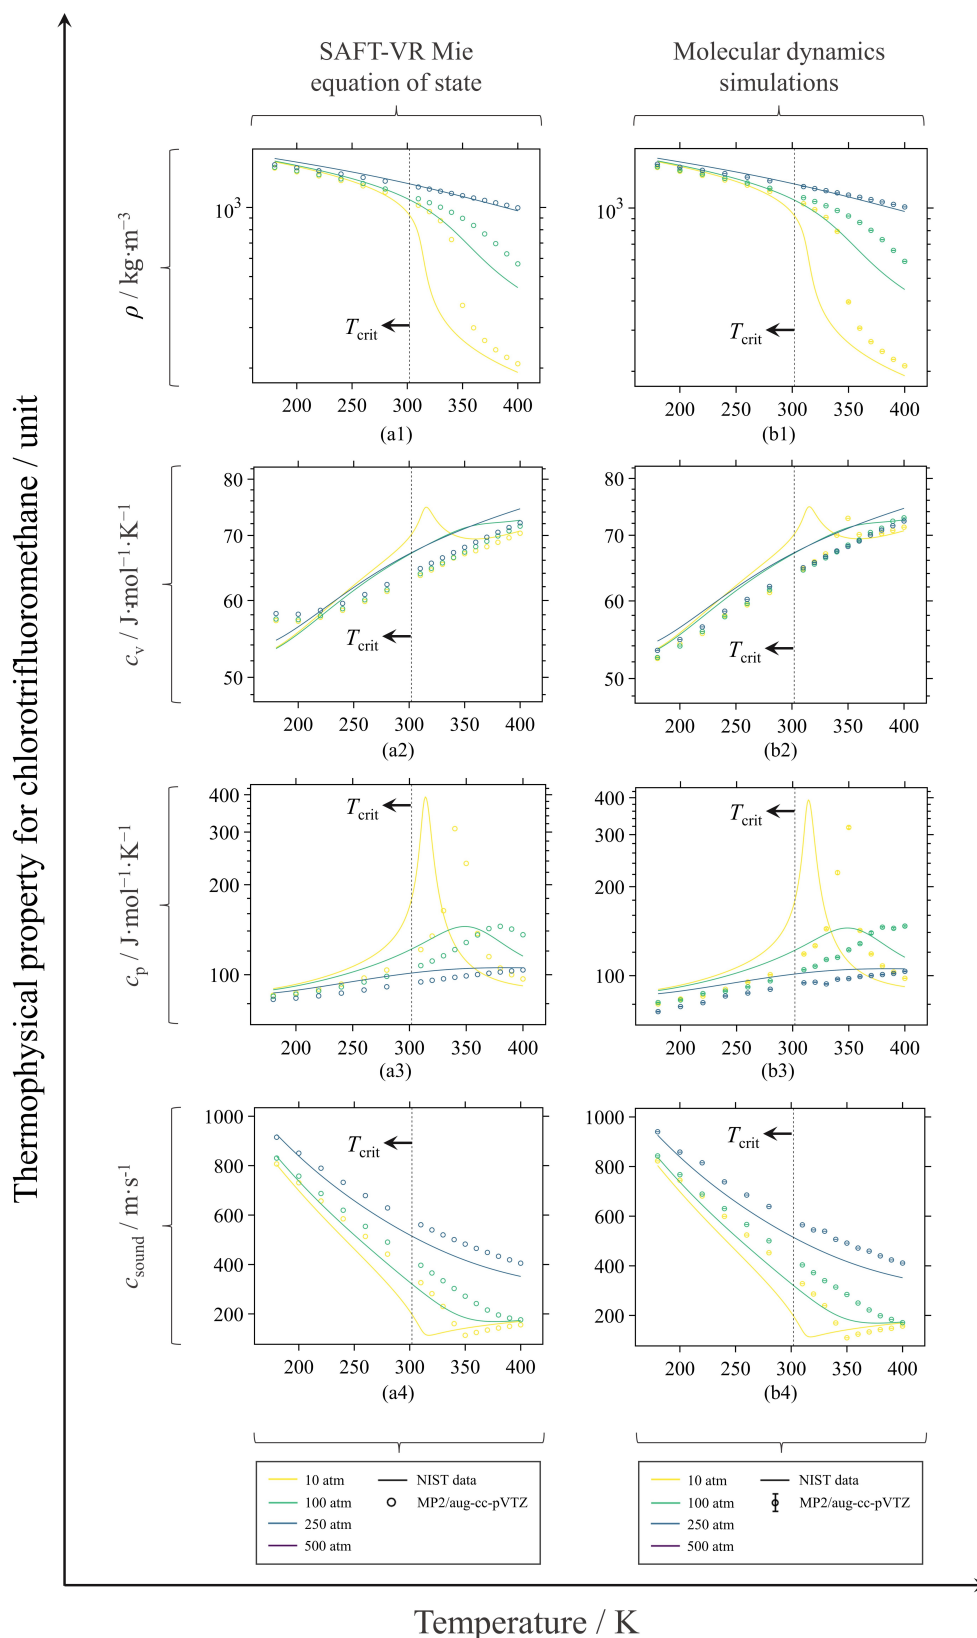 SAFT-VR Mie
equation of state
Molecular dynamics
simulations
Thermophysical property for chlorotrifluoromethane / unit
ρ / kg·m⁻³
10³
T_crit
200 250 300 350 400
(a1)
10³
T_crit
200 250 300 350 400
(b1)
c_v / J·mol⁻¹·K⁻¹
80
70
60
50
T_crit
200 250 300 350 400
(a2)
80
70
60
50
T_crit
200 250 300 350 400
(b2)
c_p / J·mol⁻¹·K⁻¹
400
300
200
100
T_crit
200 250 300 350 400
(a3)
400
300
200
100
T_crit
200 250 300 350 400
(b3)
c_sound / m·s⁻¹
1000
800
600
400
200
T_crit
200 250 300 350 400
(a4)
1000
800
600
400
200
T_crit
200 250 300 350 400
(b4)
10 atm NIST data
100 atm MP2/aug-cc-pVTZ
250 atm
500 atm
10 atm NIST data
100 atm MP2/aug-cc-pVTZ
250 atm
500 atm
Temperature / K